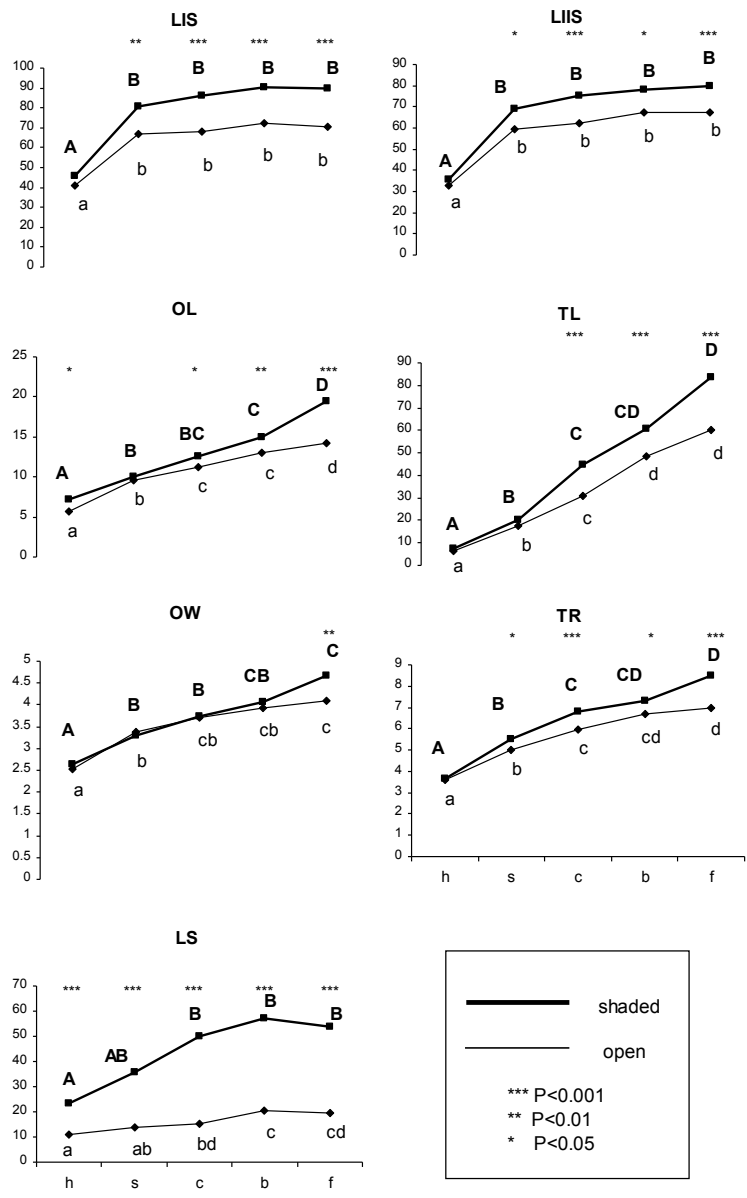 LIS
** *** *** ***
100
90
80
70
60
50
40
30
20
10
0
A B B B B
a b b b b
LIIS
* *** * ***
100
90
80
70
60
50
40
30
20
10
0
A B B B B
a b b b b
OL
* * ** ***
25
20
15
10
5
0
A B BC C D
a b c c d
TL
*** *** ***
90
80
70
60
50
40
30
20
10
0
A B C CD D
a b c d d
OW
**
5
4.5
4
3.5
3
2.5
2
1.5
1
0.5
0
A B B CB C
a b cb cb c
TR
* *** * ***
9
8
7
6
5
4
3
2
1
0
A B C CD D
a b c cd d
h s c b f
LS
*** *** *** *** ***
70
60
50
40
30
20
10
0
A AB B B B
a ab bd c cd
h s c b f
shaded
open
*** P<0.001
** P<0.01
* P<0.05